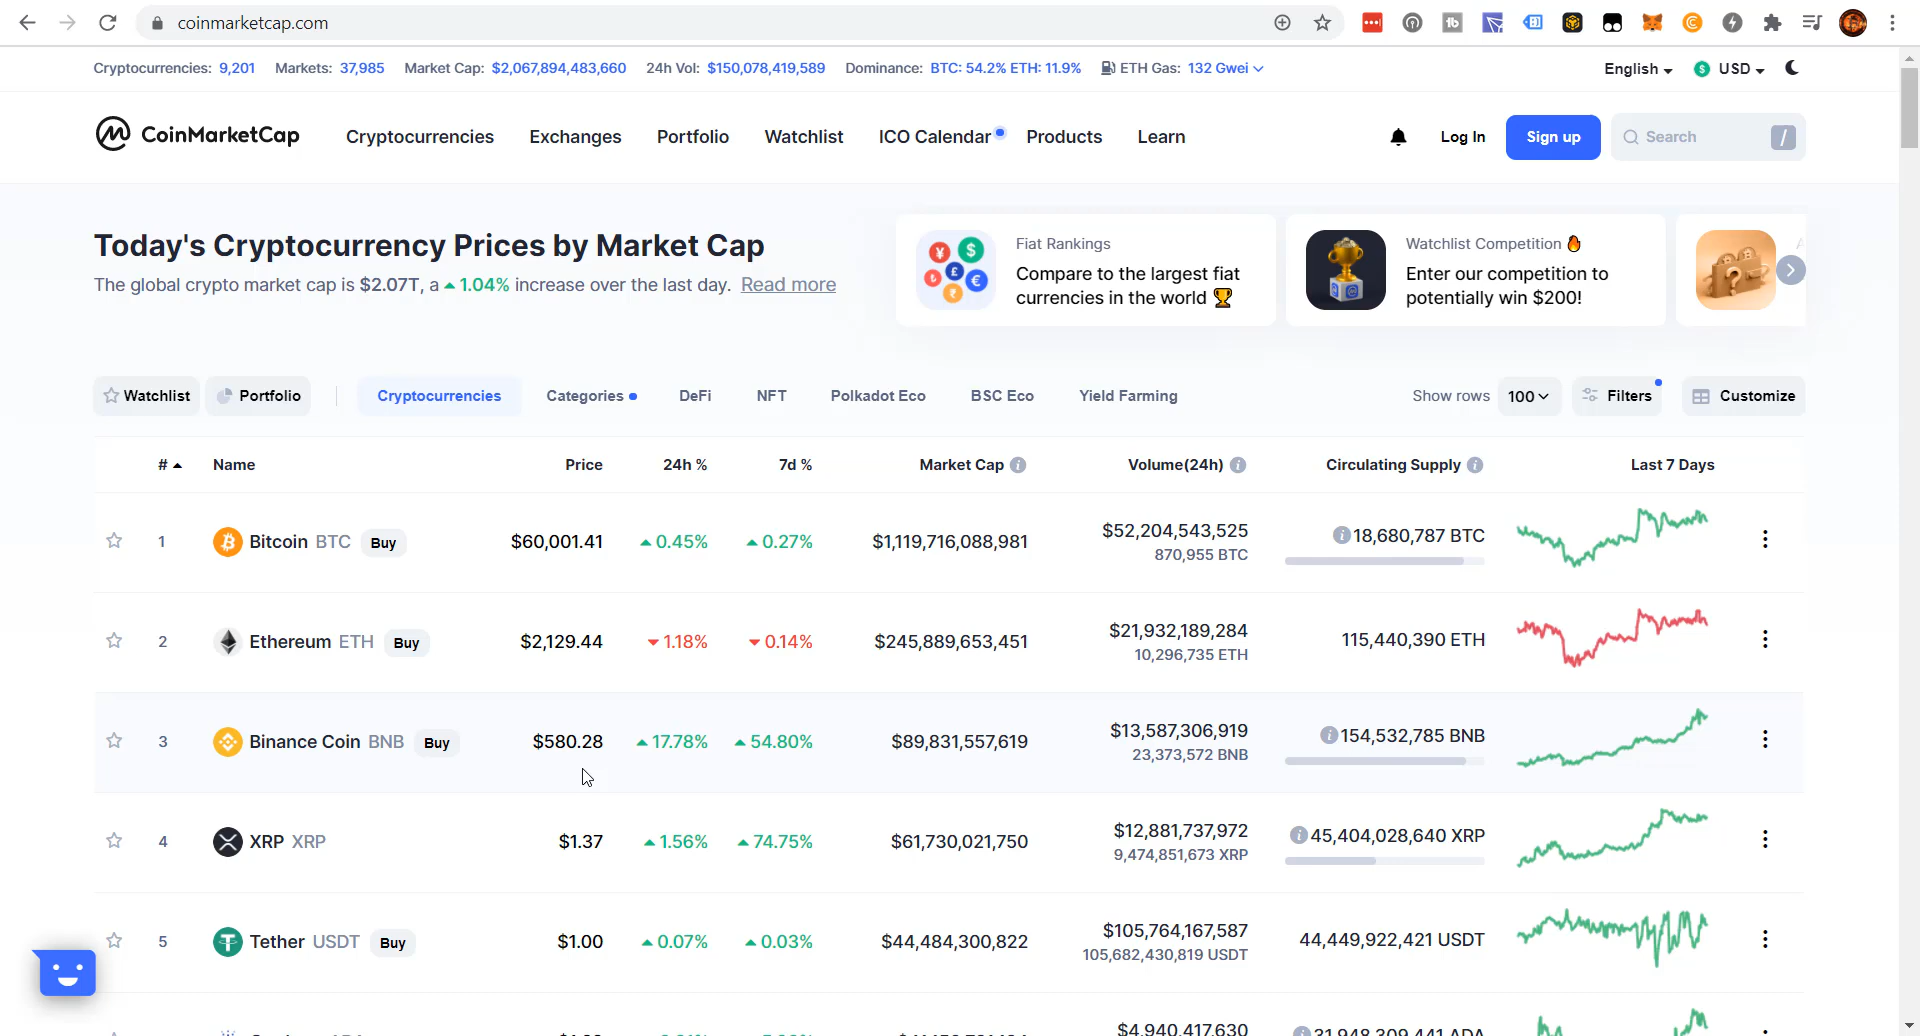 coinmarketcap.com
Cryptocurrencies: 9,201 Markets: 37,985 Market Cap: $2,067,894,483,660 24h Vol: $150,078,419,589 Dominance: BTC: 54.2% ETH: 11.9% ETH Gas: 132 Gwei
English USD
CoinMarketCap
Cryptocurrencies Exchanges Portfolio Watchlist ICO Calendar Products Learn
Log In Sign up Search /
Today's Cryptocurrency Prices by Market Cap
The global crypto market cap is $2.07T, a 1.04% increase over the last day. Read more
Fiat Rankings
Compare to the largest fiat
currencies in the world
Watchlist Competition
Enter our competition to
potentially win $200!
Watchlist Portfolio Cryptocurrencies Categories DeFi NFT Polkadot Eco BSC Eco Yield Farming Show rows 100 Filters Customize
# Name Price 24h % 7d % Market Cap Volume(24h) Circulating Supply Last 7 Days
1 Bitcoin BTC Buy $60,001.41 0.45% 0.27% $1,119,716,088,981 $52,204,543,525 18,680,787 BTC
870,955 BTC
2 Ethereum ETH Buy $2,129.44 1.18% 0.14% $245,889,653,451 $21,932,189,284 115,440,390 ETH
10,296,735 ETH
3 Binance Coin BNB Buy $580.28 17.78% 54.80% $89,831,557,619 $13,587,306,919 154,532,785 BNB
23,373,572 BNB
4 XRP XRP $1.37 1.56% 74.75% $61,730,021,750 $12,881,737,972 45,404,028,640 XRP
9,474,851,673 XRP
5 Tether USDT Buy $1.00 0.07% 0.03% $44,484,300,822 $105,764,167,587 44,449,922,421 USDT
105,682,430,819 USDT
$4,940,417,630 31,948,309,441 ADA